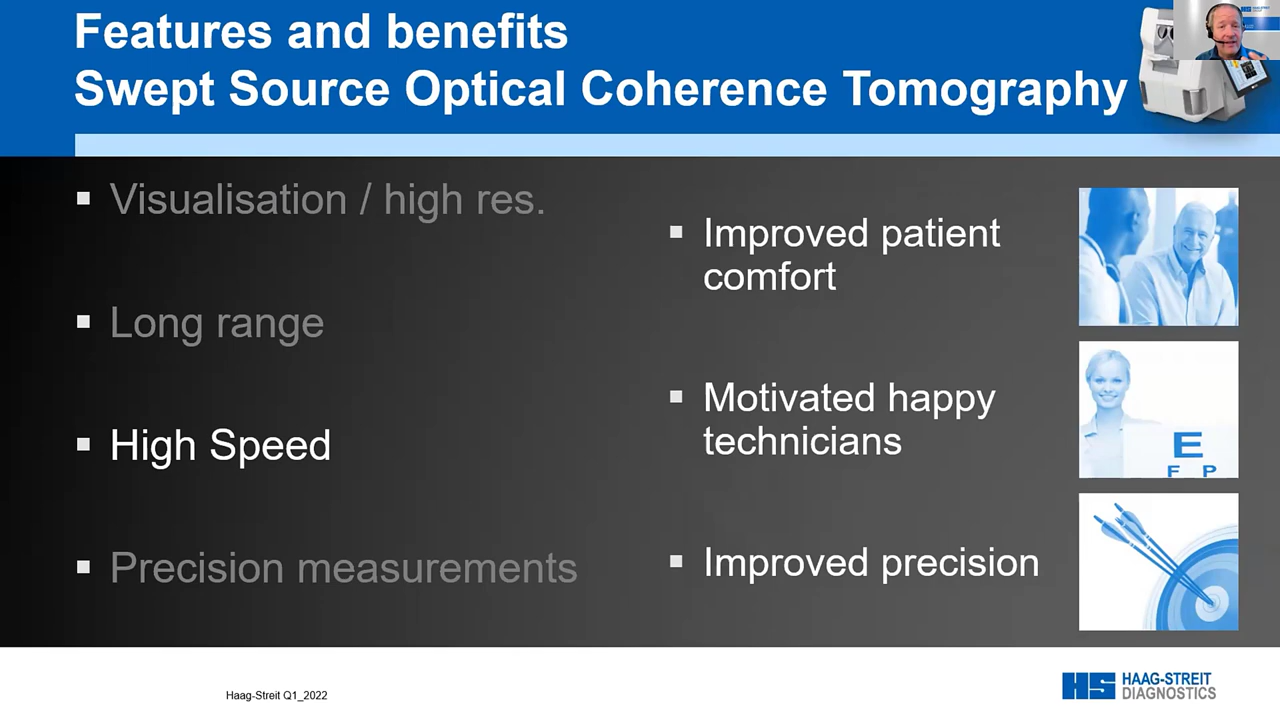 Features and benefits
Swept Source Optical Coherence Tomography
▪ Visualisation / high res.
▪ Long range
▪ High Speed
▪ Precision measurements
▪ Improved patient
comfort
▪ Motivated happy
technicians
▪ Improved precision
E
F P
Haag-Streit Q1_2022
HS HAAG-STREIT
DIAGNOSTICS